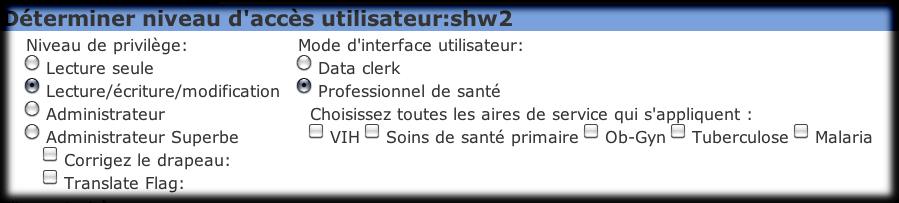 Déterminer niveau d'accès utilisateur:shw2
Niveau de privilège:
Lecture seule
Lecture/écriture/modification
Administrateur
Administrateur Superbe
Corrigez le drapeau:
Translate Flag:
Mode d'interface utilisateur:
Data clerk
Professionnel de santé
Choisissez toutes les aires de service qui s'appliquent :
VIH Soins de santé primaire Ob-Gyn Tuberculose Malaria